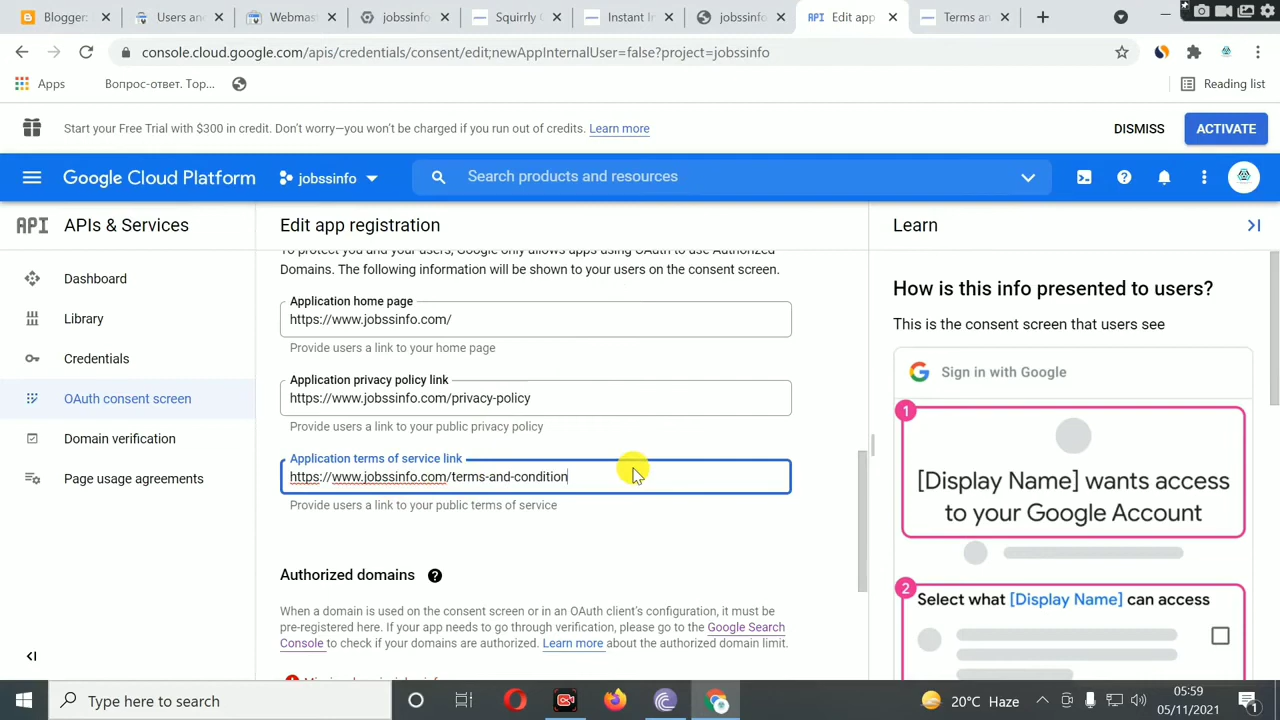 Blogger:
Users an
Webmast
jobssinfo
Squirrly
Instant In
jobssinfo.
API Edit app
Terms an
console.cloud.google.com/apis/credentials/consent/edit;newAppInternalUser=false?project=jobssinfo
Apps
Вопрос-ответ. Тор...
Reading list
Start your Free Trial with $300 in credit. Don't worry—you won't be charged if you run out of credits. Learn more
DISMISS
ACTIVATE
Google Cloud Platform
jobssinfo
Search products and resources
API APIs & Services
Edit app registration
Learn
Dashboard
Library
Credentials
OAuth consent screen
Domain verification
Page usage agreements
To protect you and your users, Google only allows apps using OAuth to use Authorized
Domains. The following information will be shown to your users on the consent screen.
Application home page
https://www.jobssinfo.com/
Provide users a link to your home page
Application privacy policy link
https://www.jobssinfo.com/privacy-policy
Provide users a link to your public privacy policy
Application terms of service link
https://www.jobssinfo.com/terms-and-condition
Provide users a link to your public terms of service
Authorized domains
When a domain is used on the consent screen or in an OAuth client's configuration, it must be
pre-registered here. If your app needs to go through verification, please go to the Google Search
Console to check if your domains are authorized. Learn more about the authorized domain limit.
How is this info presented to users?
This is the consent screen that users see
Sign in with Google
1
[Display Name] wants access
to your Google Account
2
Select what [Display Name] can access
Type here to search
20°C Haze
05:59
05/11/2021
1